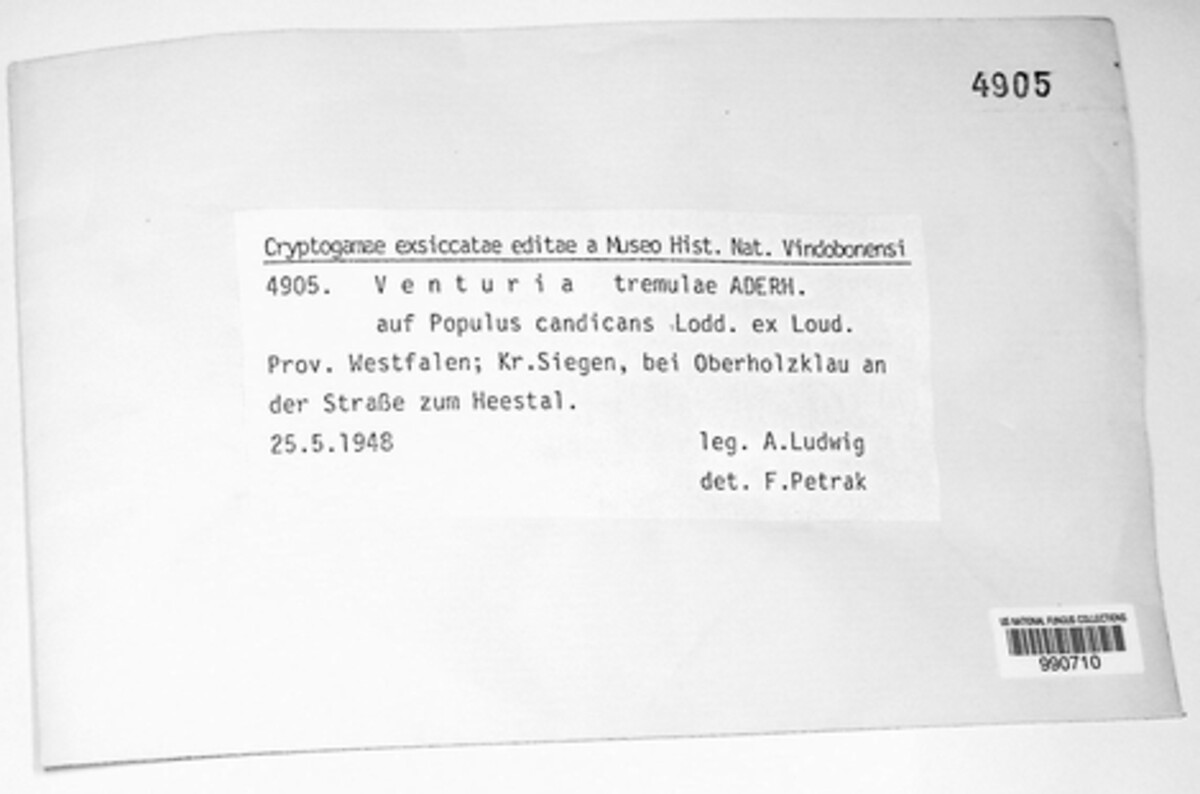 4905
Cryptogamae exsiccatae editae a Museo Hist. Nat. Vindobonensi
4905. Venturia tremulae ADERH.
auf Populus candicans Lodd. ex Loud.
Prov. Westfalen; Kr.Siegen, bei Oberholzklau an
der Straße zum Heestal.
25.5.1948 leg. A.Ludwig
det. F.Petrak
US NATIONAL FUNGUS COLLECTIONS
990710